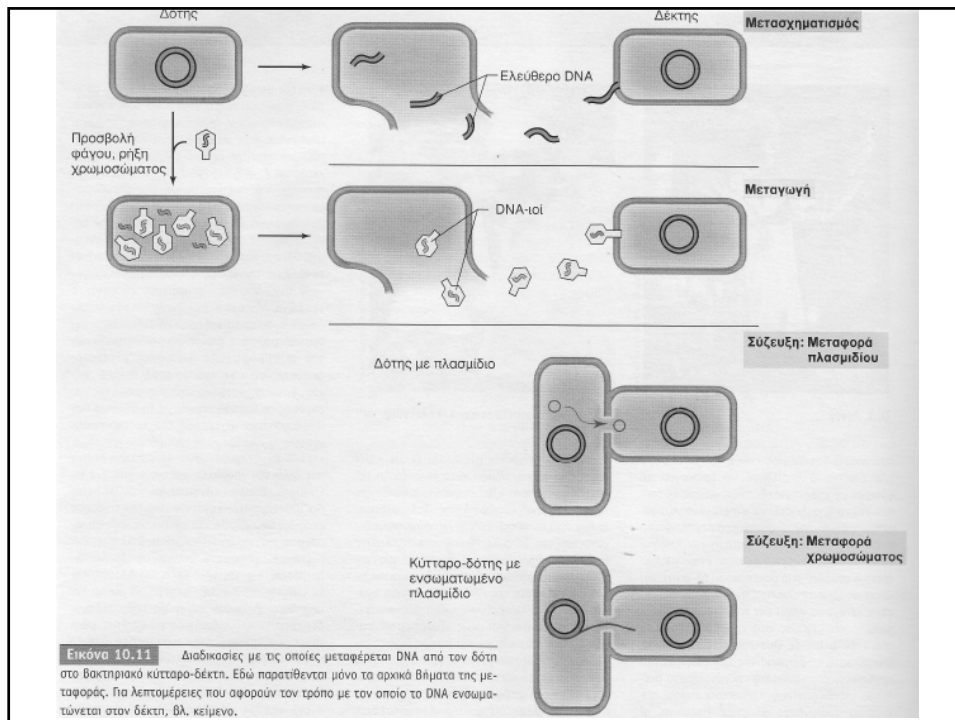 Δότης
Δέκτης
Μετασχηματισμός
Ελεύθερο DNA
Προσβολή
φάγου, ρήξη
χρωμοσώματος
Μεταγωγή
DNA-ιοί
Σύζευξη: Μεταφορά
πλασμιδίου
Δότης με πλασμίδιο
Σύζευξη: Μεταφορά
χρωμοσώματος
Κύτταρο-δότης με
ενσωματωμένο
πλασμίδιο
Εικόνα 10.11 Διαδικασίες με τις οποίες μεταφέρεται DNA από τον δότη
στο βακτηριακό κύτταρο-δέκτη. Εδώ παρατίθενται μόνο τα αρχικά βήματα της με-
ταφοράς. Για λεπτομέρειες που αφορούν τον τρόπο με τον οποίο το DNA ενσωμα-
τώνεται στον δέκτη, βλ. κείμενο.